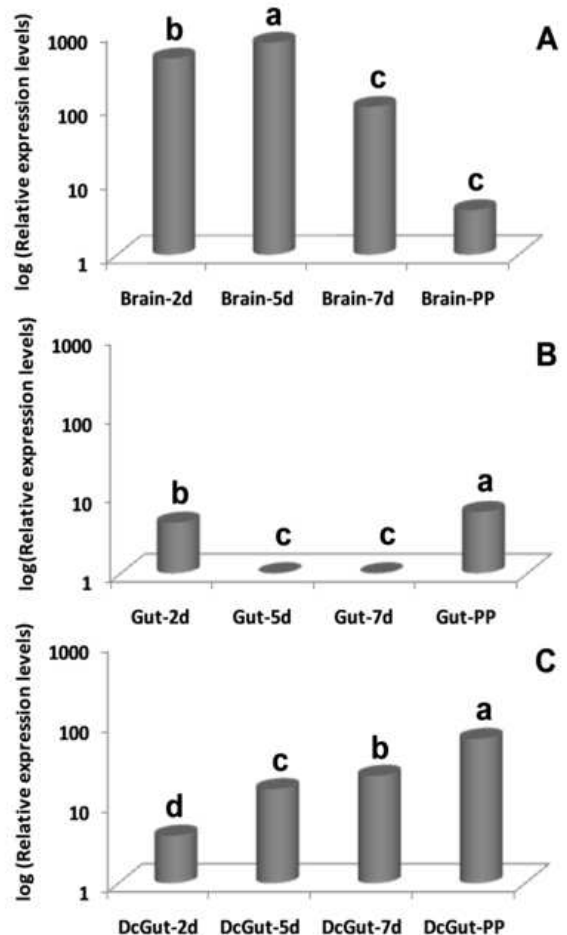 A
log (Relative expression levels)
1000
100
10
1
b
a
c
c
Brain-2d Brain-5d Brain-7d Brain-PP
B
log(Relative expression levels)
1000
100
10
1
b
c
c
a
Gut-2d Gut-5d Gut-7d Gut-PP
C
log (Relative expression levels)
1000
100
10
1
d
c
b
a
DcGut-2d DcGut-5d DcGut-7d DcGut-PP